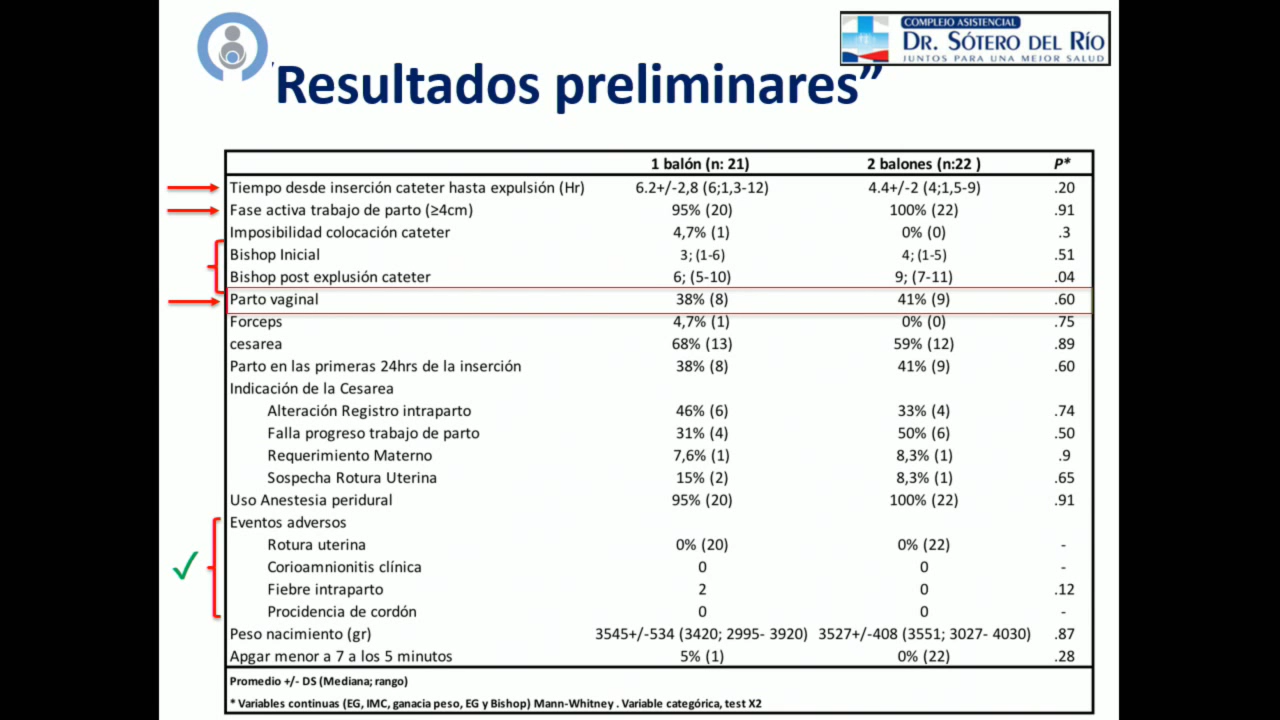 COMPLEJO ASISTENCIAL
DR. SÓTERO DEL RÍO
JUNTOS PARA UNA MEJOR SALUD
"Resultados preliminares”
1 balón (n: 21) 2 balones (n:22 ) P*
Tiempo desde inserción cateter hasta expulsión (Hr) 6.2+/-2,8 (6;1,3-12) 4.4+/-2 (4;1,5-9) .20
Fase activa trabajo de parto (≥4cm) 95% (20) 100% (22) .91
Imposibilidad colocación cateter 4,7% (1) 0% (0) .3
Bishop Inicial 3; (1-6) 4; (1-5) .51
Bishop post explusión cateter 6; (5-10) 9; (7-11) .04
Parto vaginal 38% (8) 41% (9) .60
Forceps 4,7% (1) 0% (0) .75
cesarea 68% (13) 59% (12) .89
Parto en las primeras 24hrs de la inserción 38% (8) 41% (9) .60
Indicación de la Cesarea
Alteración Registro intraparto 46% (6) 33% (4) .74
Falla progreso trabajo de parto 31% (4) 50% (6) .50
Requerimiento Materno 7,6% (1) 8,3% (1) .9
Sospecha Rotura Uterina 15% (2) 8,3% (1) .65
Uso Anestesia peridural 95% (20) 100% (22) .91
Eventos adversos
Rotura uterina 0% (20) 0% (22) -
Corioamnionitis clínica 0 0 -
Fiebre intraparto 2 0 .12
Procidencia de cordón 0 0 -
Peso nacimiento (gr) 3545+/-534 (3420; 2995- 3920) 3527+/-408 (3551; 3027- 4030) .87
Apgar menor a 7 a los 5 minutos 5% (1) 0% (22) .28
Promedio +/- DS (Mediana; rango)
* Variables continuas (EG, IMC, ganacia peso, EG y Bishop) Mann-Whitney . Variable categórica, test X2